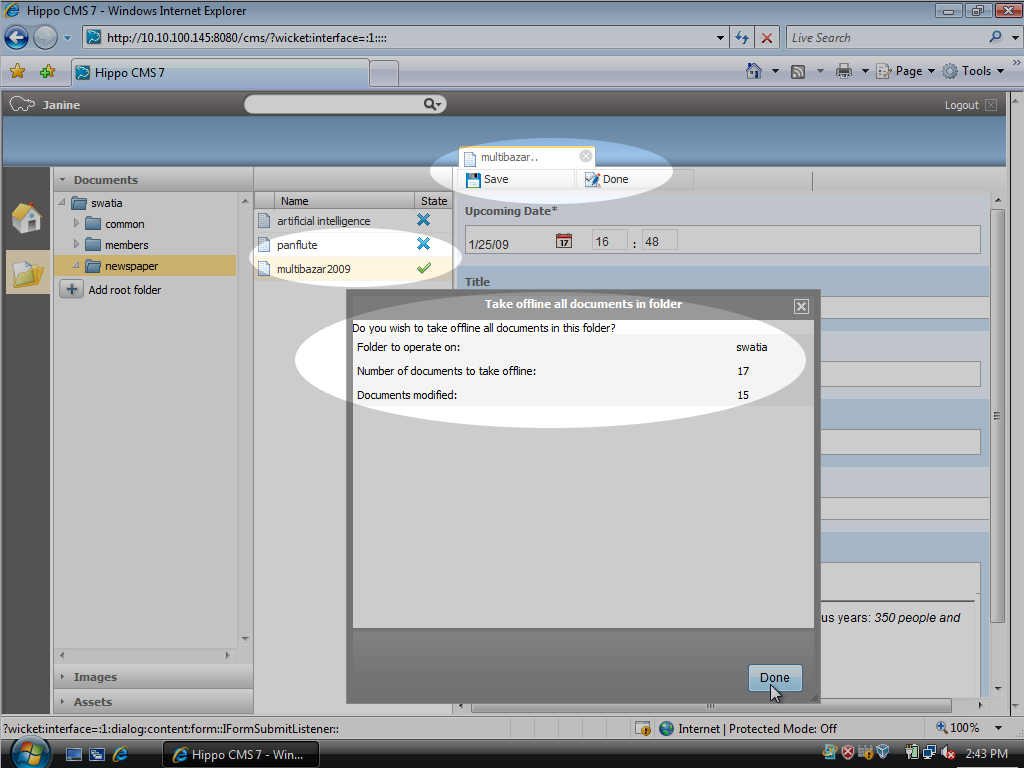 Hippo CMS 7 - Windows Internet Explorer
http://10.10.100.145:8080/cms/?wicket:interface=:1::::
Live Search
Hippo CMS 7
Page
Tools
Janine
Logout
multibazar..
Save
Done
Documents
swatia
common
members
newspaper
Add root folder
Name
State
artificial intelligence
panflute
multibazar2009
Upcoming Date*
1/25/09
17
16 : 48
Title
Take offline all documents in folder
Do you wish to take offline all documents in this folder?
Folder to operate on: swatia
Number of documents to take offline: 17
Documents modified: 15
us years: 350 people and
Done
Images
Assets
?wicket:interface=:1:dialog:content:form::IFormSubmitListener::
Internet | Protected Mode: Off
100%
Hippo CMS 7 - Win...
2:43 PM